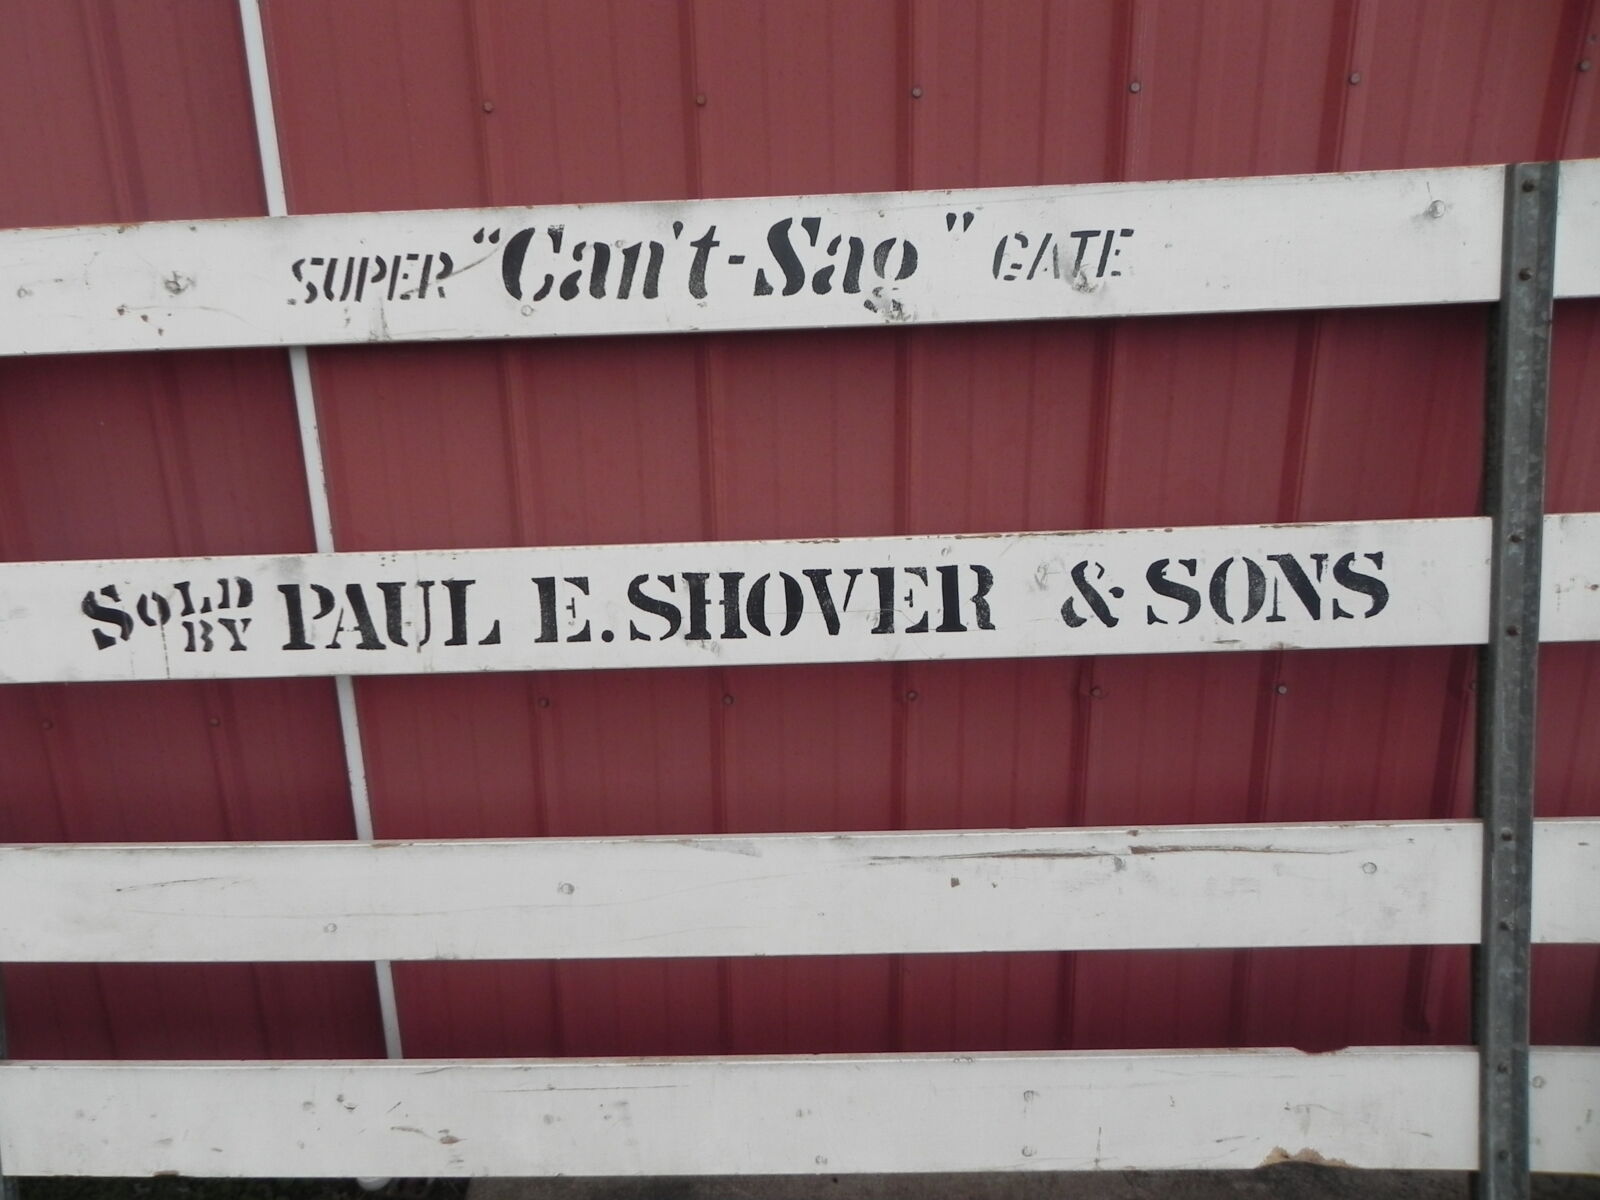 SUPER "Can't-Sag" GATE
SOLD BY PAUL E. SHOVER & SONS